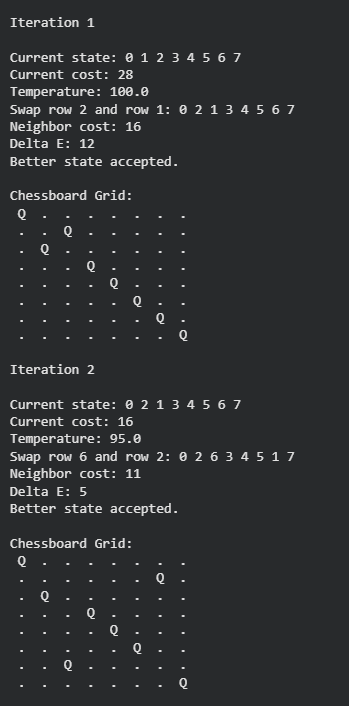 Iteration 1
Current state: 0 1 2 3 4 5 6 7
Current cost: 28
Temperature: 100.0
Swap row 2 and row 1: 0 2 1 3 4 5 6 7
Neighbor cost: 16
Delta E: 12
Better state accepted.
Chessboard Grid:
Q . . . . . . .
. . Q . . . . .
. Q . . . . . .
. . . Q . . . .
. . . . Q . . .
. . . . . Q . .
. . . . . . Q .
. . . . . . . Q
Iteration 2
Current state: 0 2 1 3 4 5 6 7
Current cost: 16
Temperature: 95.0
Swap row 6 and row 2: 0 2 6 3 4 5 1 7
Neighbor cost: 11
Delta E: 5
Better state accepted.
Chessboard Grid:
Q . . . . . . .
. . . . . . Q .
. Q . . . . . .
. . . Q . . . .
. . . . Q . . .
. . . . . Q . .
. . Q . . . . .
. . . . . . . Q